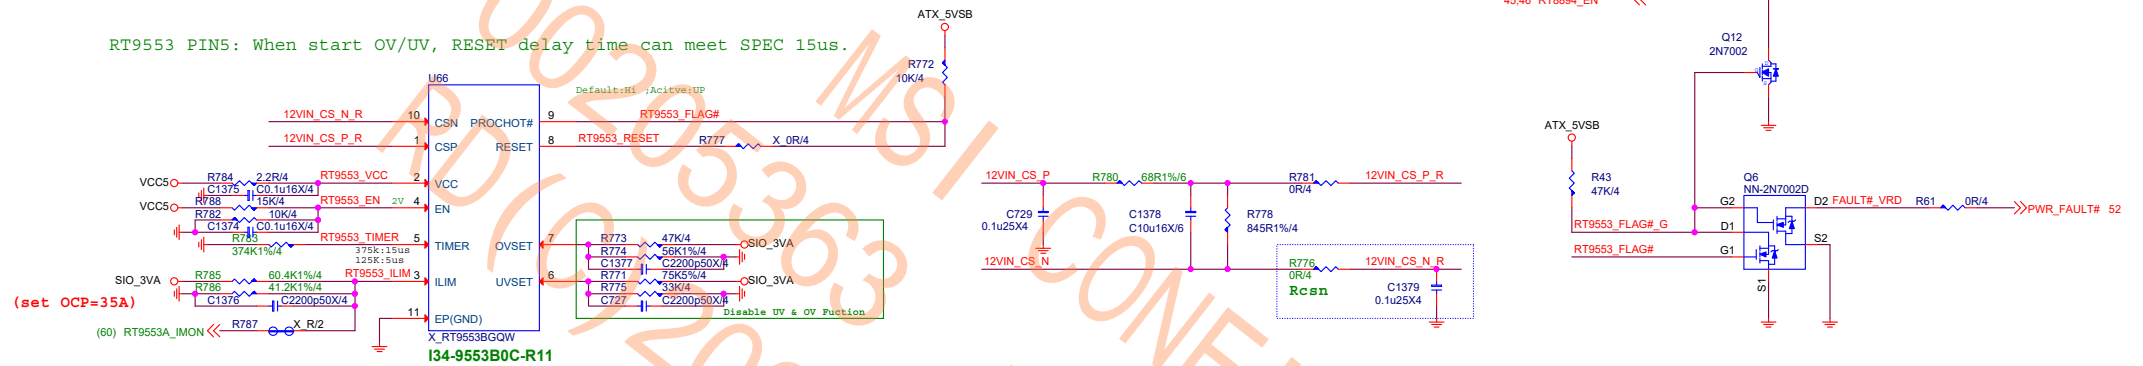 45,46 RT8894_EN
ATX_5VSB
RT9553 PIN5: When start OV/UV, RESET delay time can meet SPEC 15us.
Q12
2N7002
R772
10K/4
U66
Default:Hi ;Acitve:UP
12VIN_CS_N_R
10
CSN
PROCHOT#
9
RT9553_FLAG#
12VIN_CS_P_R
1
CSP
RESET
8
RT9553_RESET
R777
X_0R/4
VCC5
R784
2.2R/4
RT9553_VCC
2
VCC
C1375
C0.1u16X/4
VCC5
R788
15K/4
RT9553_EN
2V
4
EN
R782
10K/4
C1374
C0.1u16X/4
R783
374K1%/4
RT9553_TIMER
375k:15us
125K:5us
5
TIMER
OVSET
7
R773
47K/4
SIO_3VA
R774
56K1%/4
C1377
C2200p50X/4
SIO_3VA
R785
60.4K1%/4
RT9553_ILIM
3
ILIM
UVSET
6
R771
75K5%/4
SIO_3VA
R786
41.2K1%/4
R775
33K/4
(set OCP=35A)
C1376
C2200p50X/4
C727
C2200p50X/4
Disable UV & OV Fuction
(60) RT9553A_IMON
R787
X_R/2
11
EP(GND)
X_RT9553BGQW
I34-9553B0C-R11
12VIN_CS_P
R780
68R1%/6
R781
0R/4
12VIN_CS_P_R
C729
0.1u25X4
C1378
C10u16X/6
R778
845R1%/4
12VIN_CS_N
R776
0R/4
Rcsn
12VIN_CS_N_R
C1379
0.1u25X4
ATX_5VSB
R43
47K/4
Q6
NN-2N7002D
G2
D2
FAULT#_VRD
R61
0R/4
PWR_FAULT# 52
RT9553_FLAG#_G
D1
S2
RT9553_FLAG#
G1
S1
MSI CONF
00205363
RD(C)20